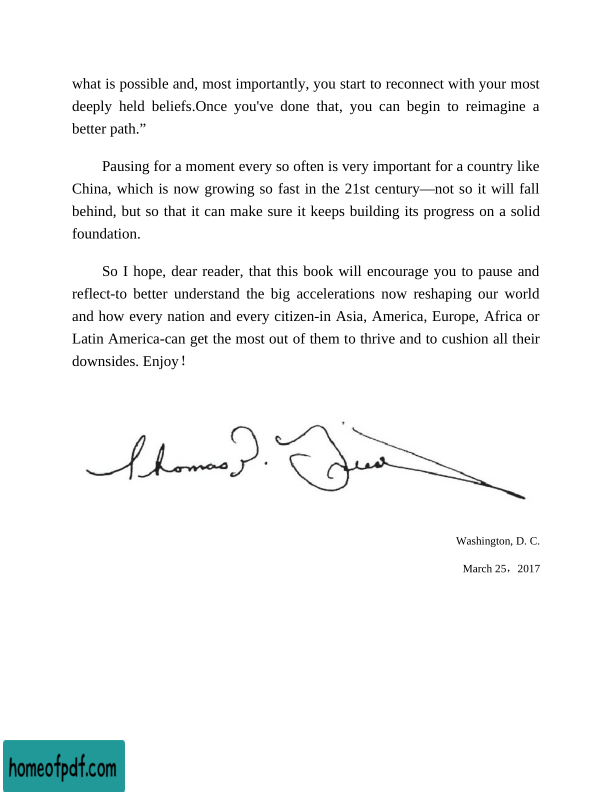 what is possible and, most importantly, you start to reconnect with your most
deeply held beliefs.Once you've done that, you can begin to reimagine a
better path.”
Pausing for a moment every so often is very important for a country like
China, which is now growing so fast in the 21st century—not so it will fall
behind, but so that it can make sure it keeps building its progress on a solid
foundation.
So I hope, dear reader, that this book will encourage you to pause and
reflect-to better understand the big accelerations now reshaping our world
and how every nation and every citizen-in Asia, America, Europe, Africa or
Latin America-can get the most out of them to thrive and to cushion all their
downsides. Enjoy！
Thomas
Washington, D. C.
March 25，2017
homeofpdf.com